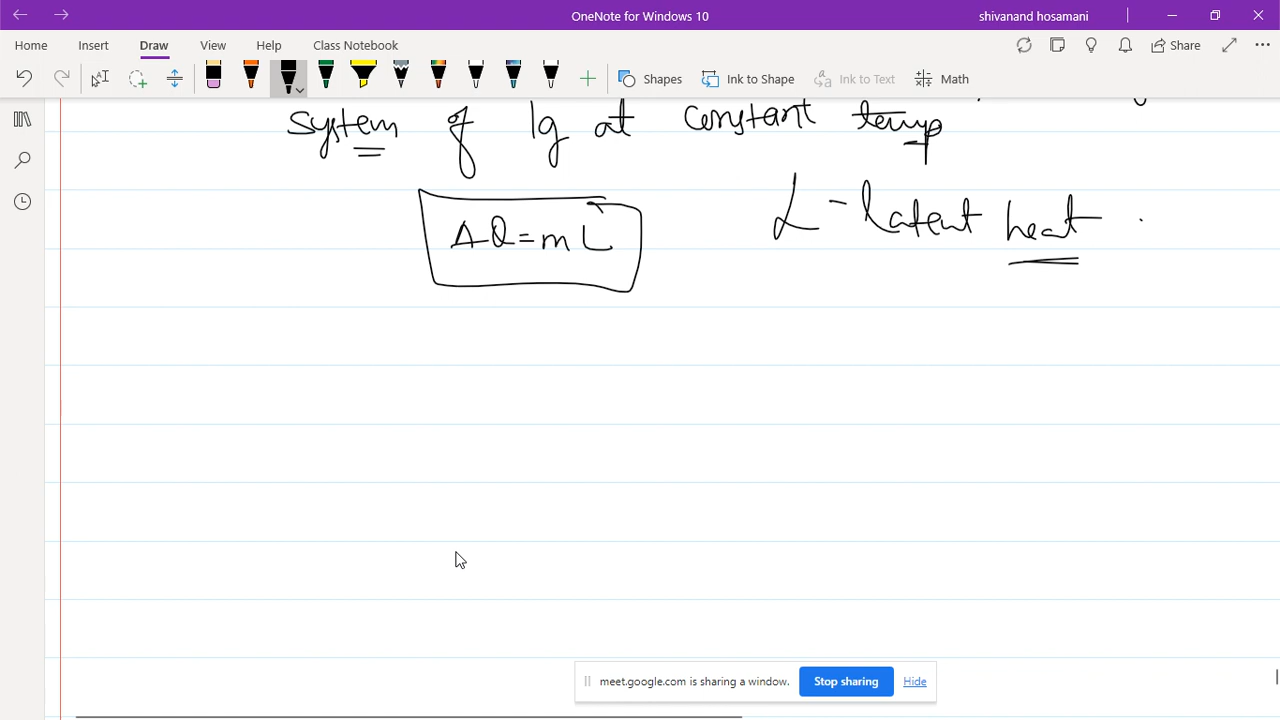 OneNote for Windows 10
shivanand hosamani
Home Insert Draw View Help Class Notebook
Share
Shapes Ink to Shape Ink to Text Math
system of 1g at constant temp
ΔQ = mL
L - latent heat
meet.google.com is sharing a window. Stop sharing Hide